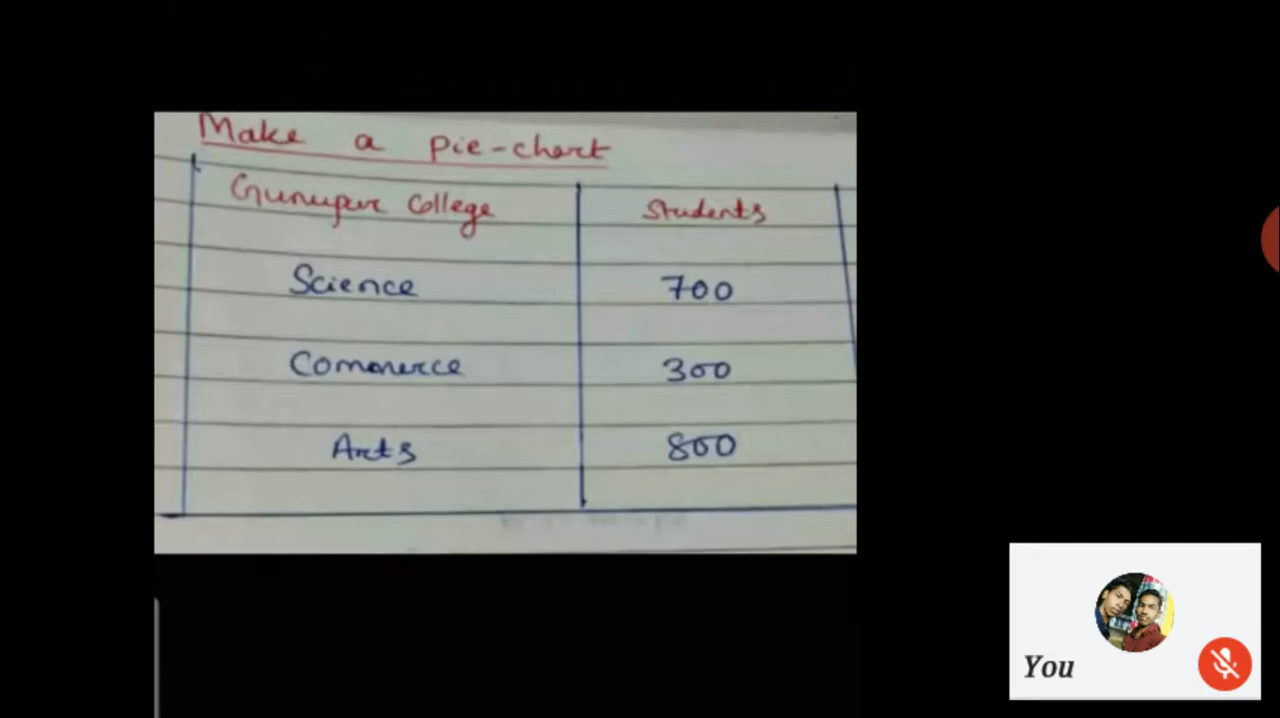 Make a pie-chart
Gunupur College Students
Science 700
Commerce 300
Arts 800
You